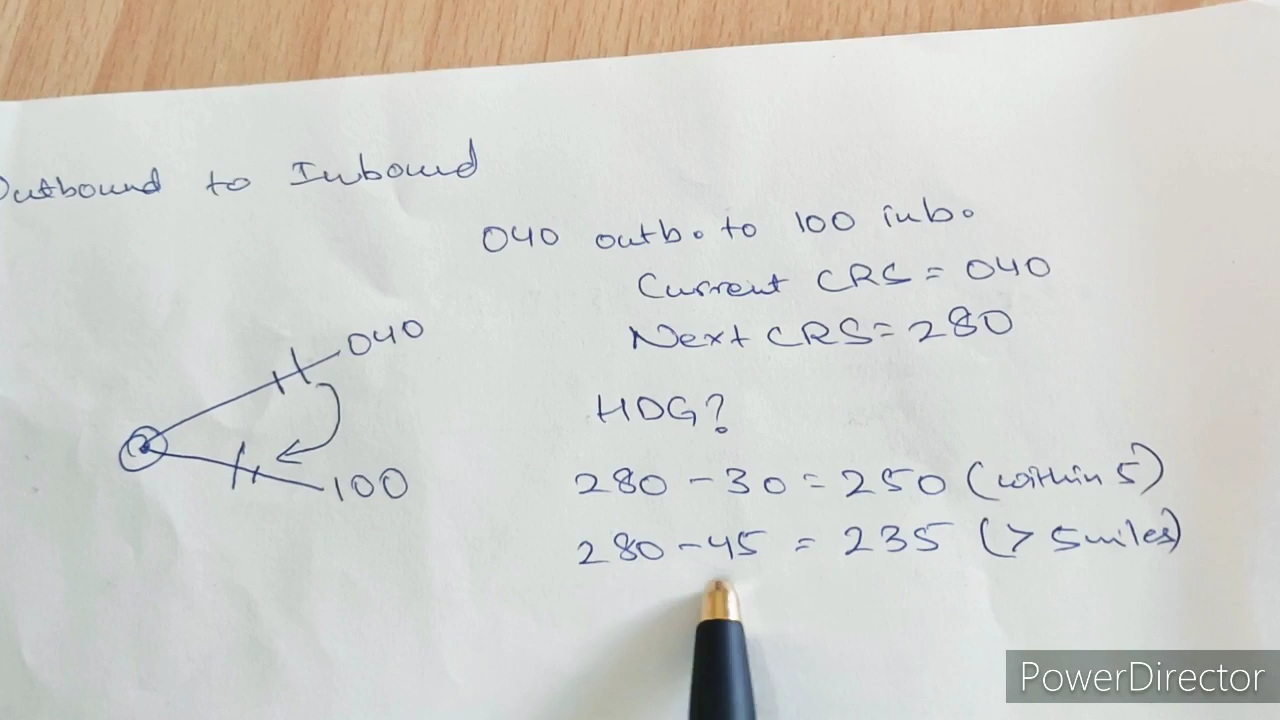 Outbound to Inbound
040 outb. to 100 inb.
Current CRS = 040
Next CRS = 280
040
HDG?
100
280 - 30 = 250 (within 5)
280 - 45 = 235 (> 5 miles)
PowerDirector